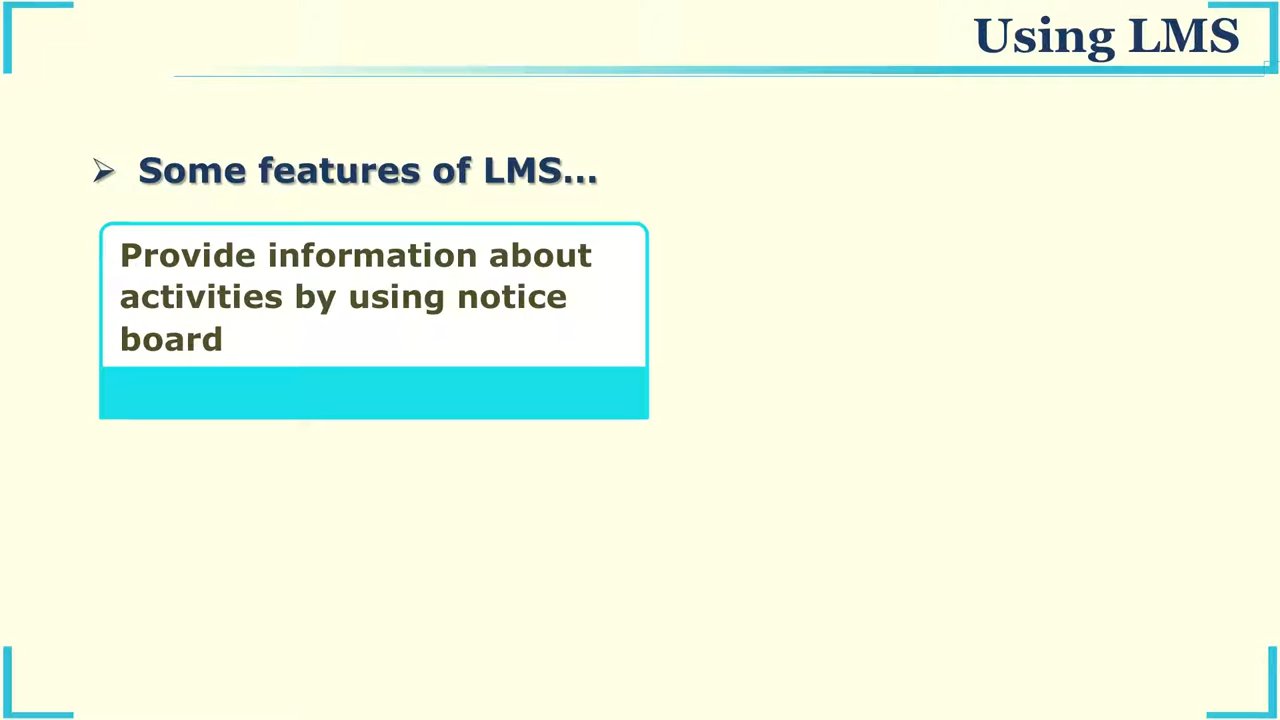 Using LMS
Some features of LMS...
Provide information about
activities by using notice
board